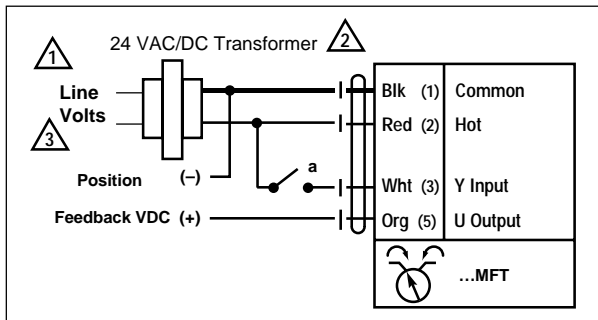 24 VAC/DC Transformer 2
1
Line
Volts
3
Blk (1) Common
Red (2) Hot
a
Position (–)
Wht (3) Y Input
Feedback VDC (+)
Org (5) U Output
...MFT